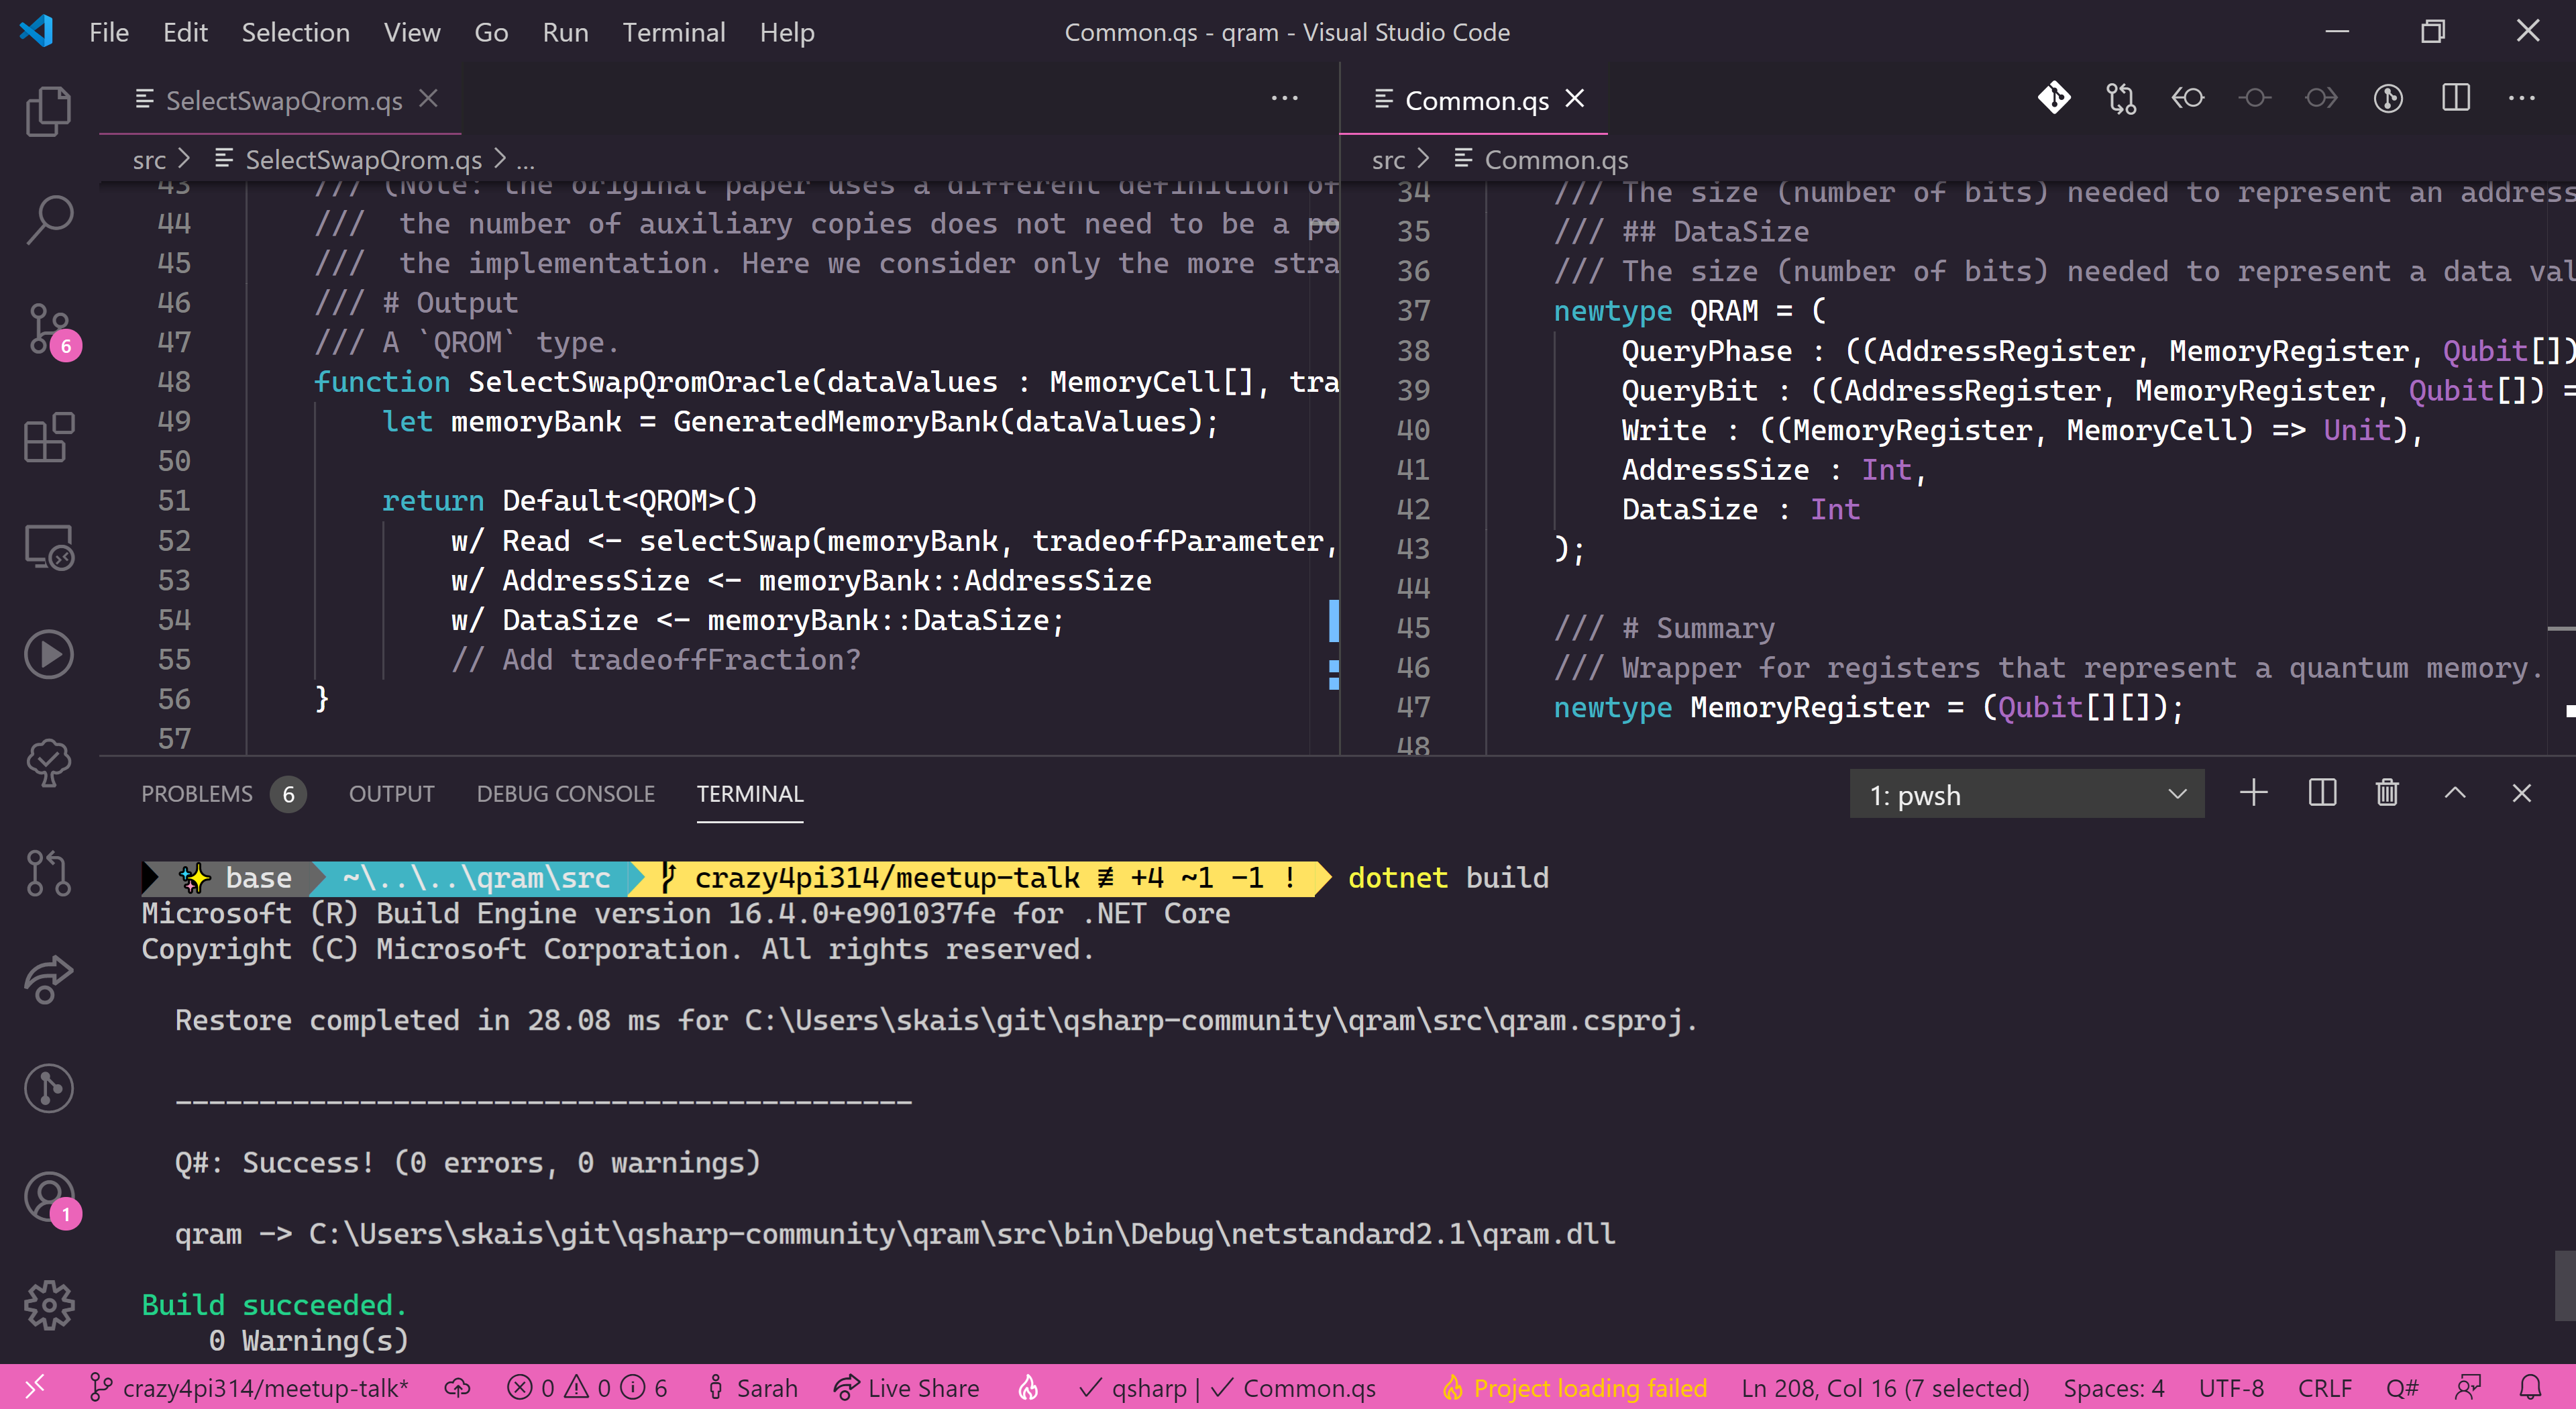 File Edit Selection View Go Run Terminal Help
Common.qs - qram - Visual Studio Code
SelectSwapQrom.qs
src > SelectSwapQrom.qs > ...
43 /// (Note: the original paper uses a different definition of
44 ///  the number of auxiliary copies does not need to be a po
45 ///  the implementation. Here we consider only the more stra
46 /// # Output
47 /// A `QROM` type.
48 function SelectSwapQromOracle(dataValues : MemoryCell[], tra
49 let memoryBank = GeneratedMemoryBank(dataValues);
50
51 return Default<QROM>()
52 w/ Read <- selectSwap(memoryBank, tradeoffParameter,
53 w/ AddressSize <- memoryBank::AddressSize
54 w/ DataSize <- memoryBank::DataSize;
55 // Add tradeoffFraction?
56 }
57
Common.qs
src > Common.qs
34 /// The size (number of bits) needed to represent an address
35 /// ## DataSize
36 /// The size (number of bits) needed to represent a data val
37 newtype QRAM = (
38 QueryPhase : ((AddressRegister, MemoryRegister, Qubit[])
39 QueryBit : ((AddressRegister, MemoryRegister, Qubit[]) =
40 Write : ((MemoryRegister, MemoryCell) => Unit),
41 AddressSize : Int,
42 DataSize : Int
43 );
44
45 /// # Summary
46 /// Wrapper for registers that represent a quantum memory.
47 newtype MemoryRegister = (Qubit[][]);
48
PROBLEMS 6 OUTPUT DEBUG CONSOLE TERMINAL
1: pwsh
✨ base ~\..\..\qram\src crazy4pi314/meetup-talk ≢ +4 ~1 -1 ! dotnet build
Microsoft (R) Build Engine version 16.4.0+e901037fe for .NET Core
Copyright (C) Microsoft Corporation. All rights reserved.
Restore completed in 28.08 ms for C:\Users\skais\git\qsharp-community\qram\src\qram.csproj.
____________________________________________
Q#: Success! (0 errors, 0 warnings)
qram -> C:\Users\skais\git\qsharp-community\qram\src\bin\Debug\netstandard2.1\qram.dll
Build succeeded.
0 Warning(s)
6
1
crazy4pi314/meetup-talk* 0 0 6 Sarah Live Share ✓ qsharp | ✓ Common.qs Project loading failed Ln 208, Col 16 (7 selected) Spaces: 4 UTF-8 CRLF Q#